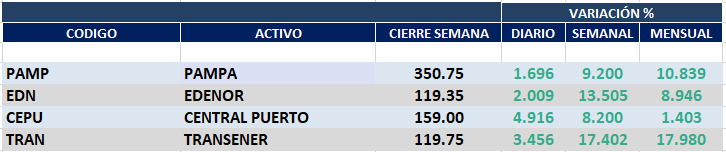 VARIACIÓN %
CODIGO ACTIVO CIERRE SEMANA DIARIO SEMANAL MENSUAL
PAMP PAMPA 350.75 1.696 9.200 10.839
EDN EDENOR 119.35 2.009 13.505 8.946
CEPU CENTRAL PUERTO 159.00 4.916 8.200 1.403
TRAN TRANSENER 119.75 3.456 17.402 17.980